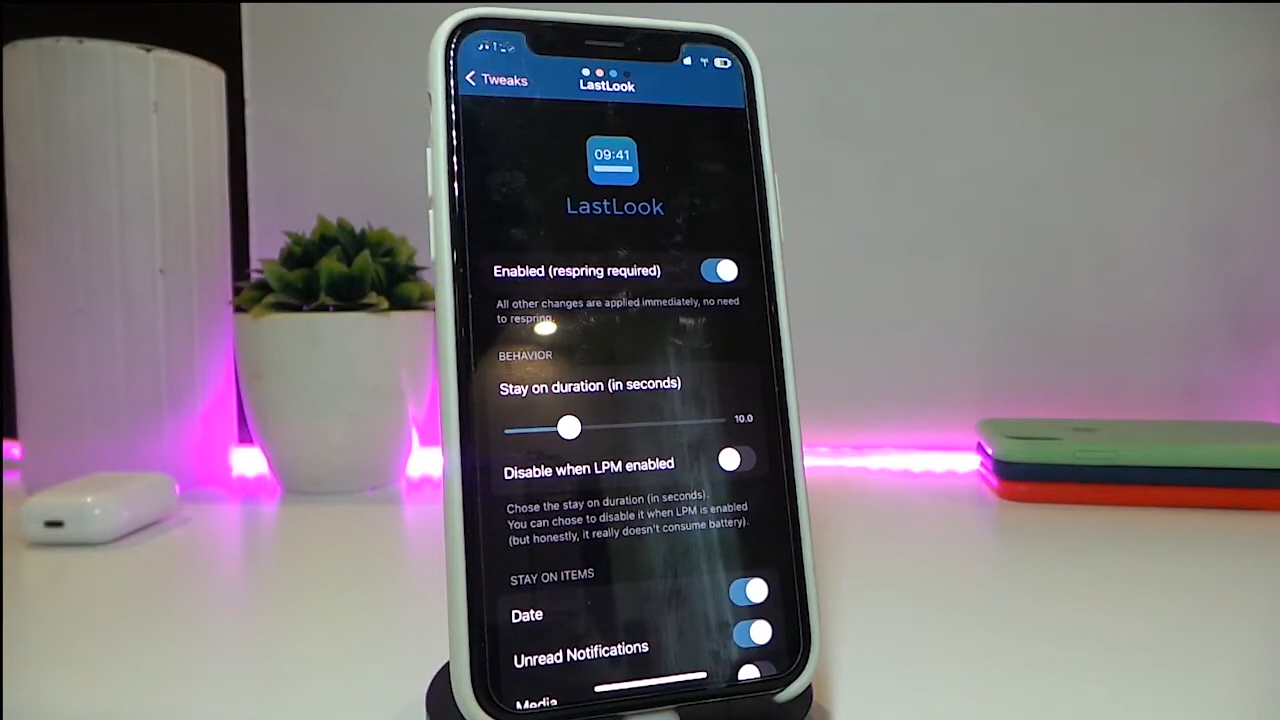 Tweaks
LastLook
09:41
LastLook
Enabled (respring required)
All other changes are applied immediately, no need
to respring.
BEHAVIOR
Stay on duration (in seconds)
10.0
Disable when LPM enabled
Chose the stay on duration (in seconds).
You can chose to disable it when LPM is enabled
(but honestly, it really doesn't consume battery).
STAY ON ITEMS
Date
Unread Notifications
Media